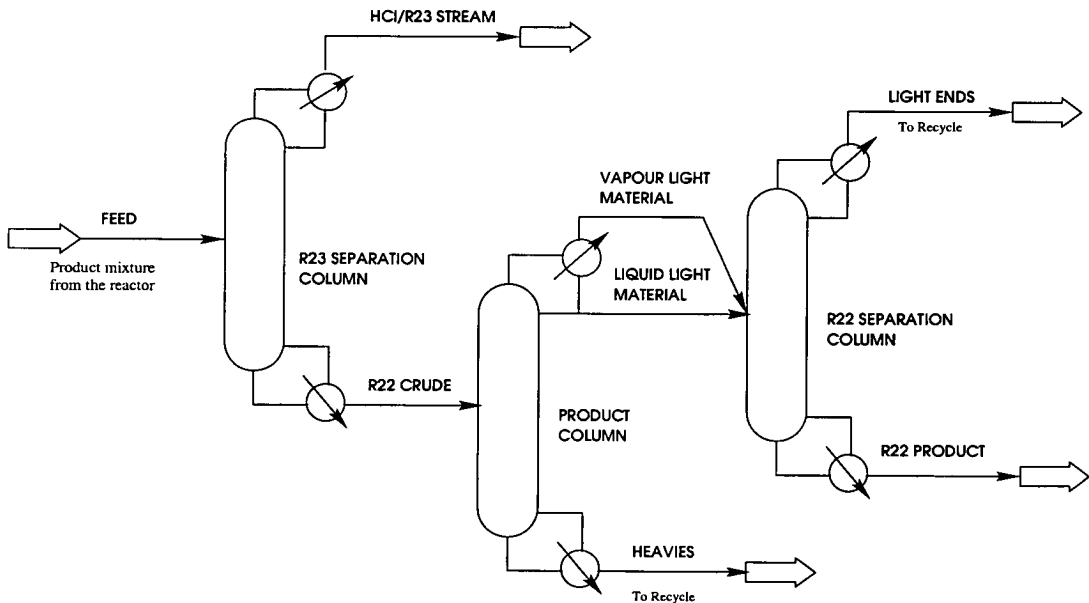 HCl/R23 STREAM
LIGHT ENDS
To Recycle
VAPOUR LIGHT
MATERIAL
FEED
Product mixture
from the reactor
R23 SEPARATION
COLUMN
LIQUID LIGHT
MATERIAL
R22 SEPARATION
COLUMN
R22 CRUDE
PRODUCT
COLUMN
R22 PRODUCT
HEAVIES
To Recycle